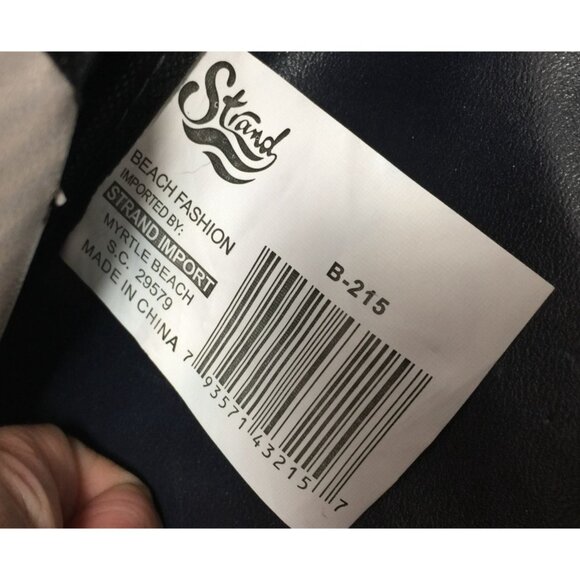 Strand
BEACH FASHION
IMPORTED BY:
STRAND IMPORT
MYRTLE BEACH
S.C. 29579
MADE IN CHINA
B-215
7 93571 43215 7